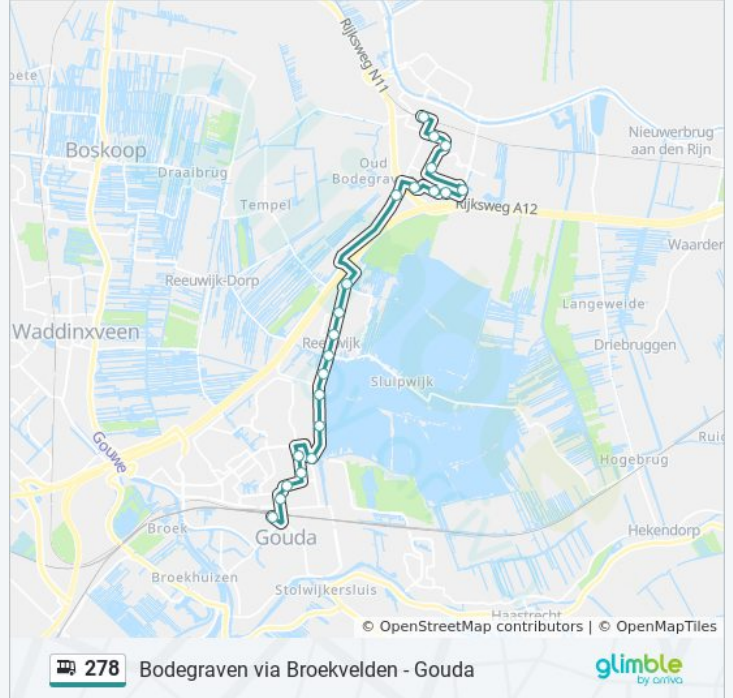 Rijksweg N11
oete
Boskoop
Nieuwerbrug
aan den Rijn
Draaibrug
Oud
Bodegrav
Tempel
Rijksweg A12
Waarder
Reeuwijk-Dorp
Langeweide
Waddinxveen
Reeuwijk
Driebruggen
Sluipwijk
Gouwe
Ruig
Hogebrug
Broek
Gouda
Hekendorp
Broekhuizen
Stolwijkersluis
Haastrecht
© OpenStreetMap contributors | © OpenMapTiles
278 Bodegraven via Broekvelden - Gouda
glimble
by arriva